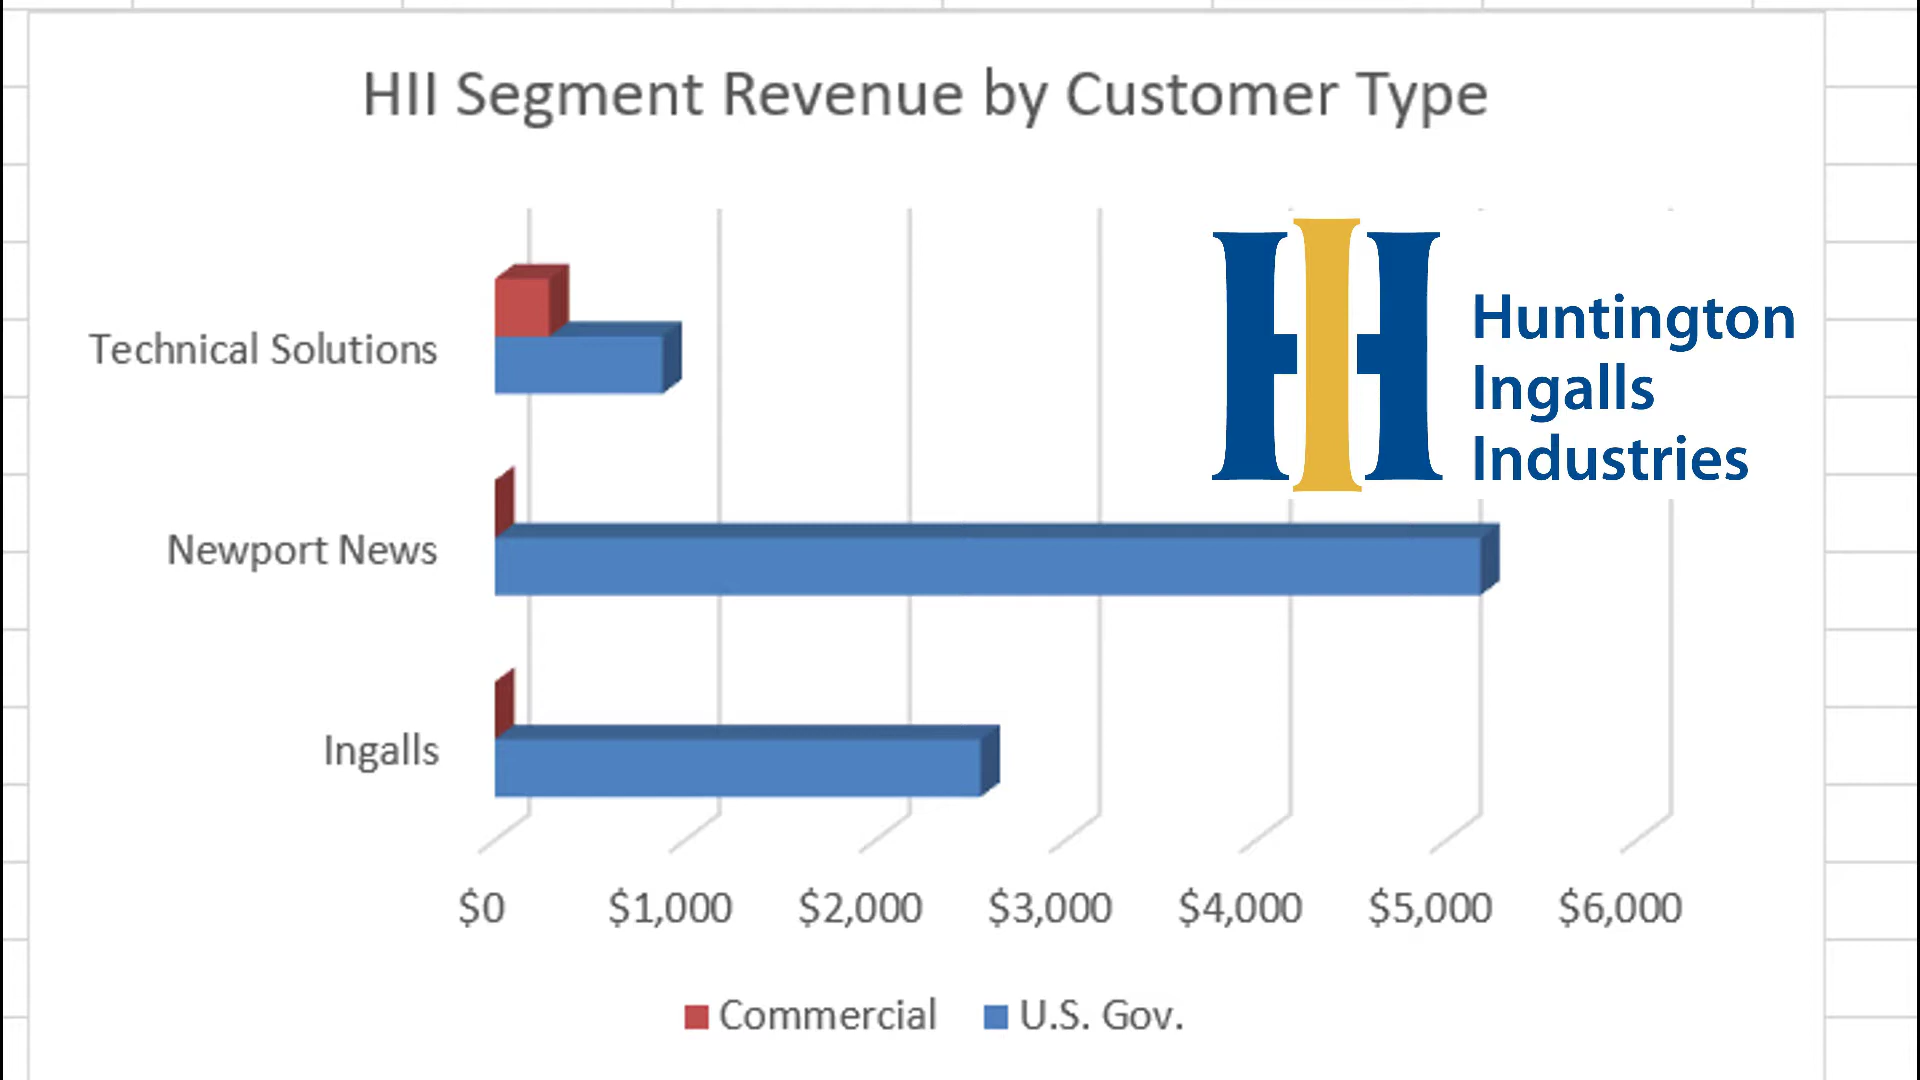 HII Segment Revenue by Customer Type
Huntington
Ingalls
Industries
Technical Solutions
Newport News
Ingalls
$0 $1,000 $2,000 $3,000 $4,000 $5,000 $6,000
Commercial U.S. Gov.